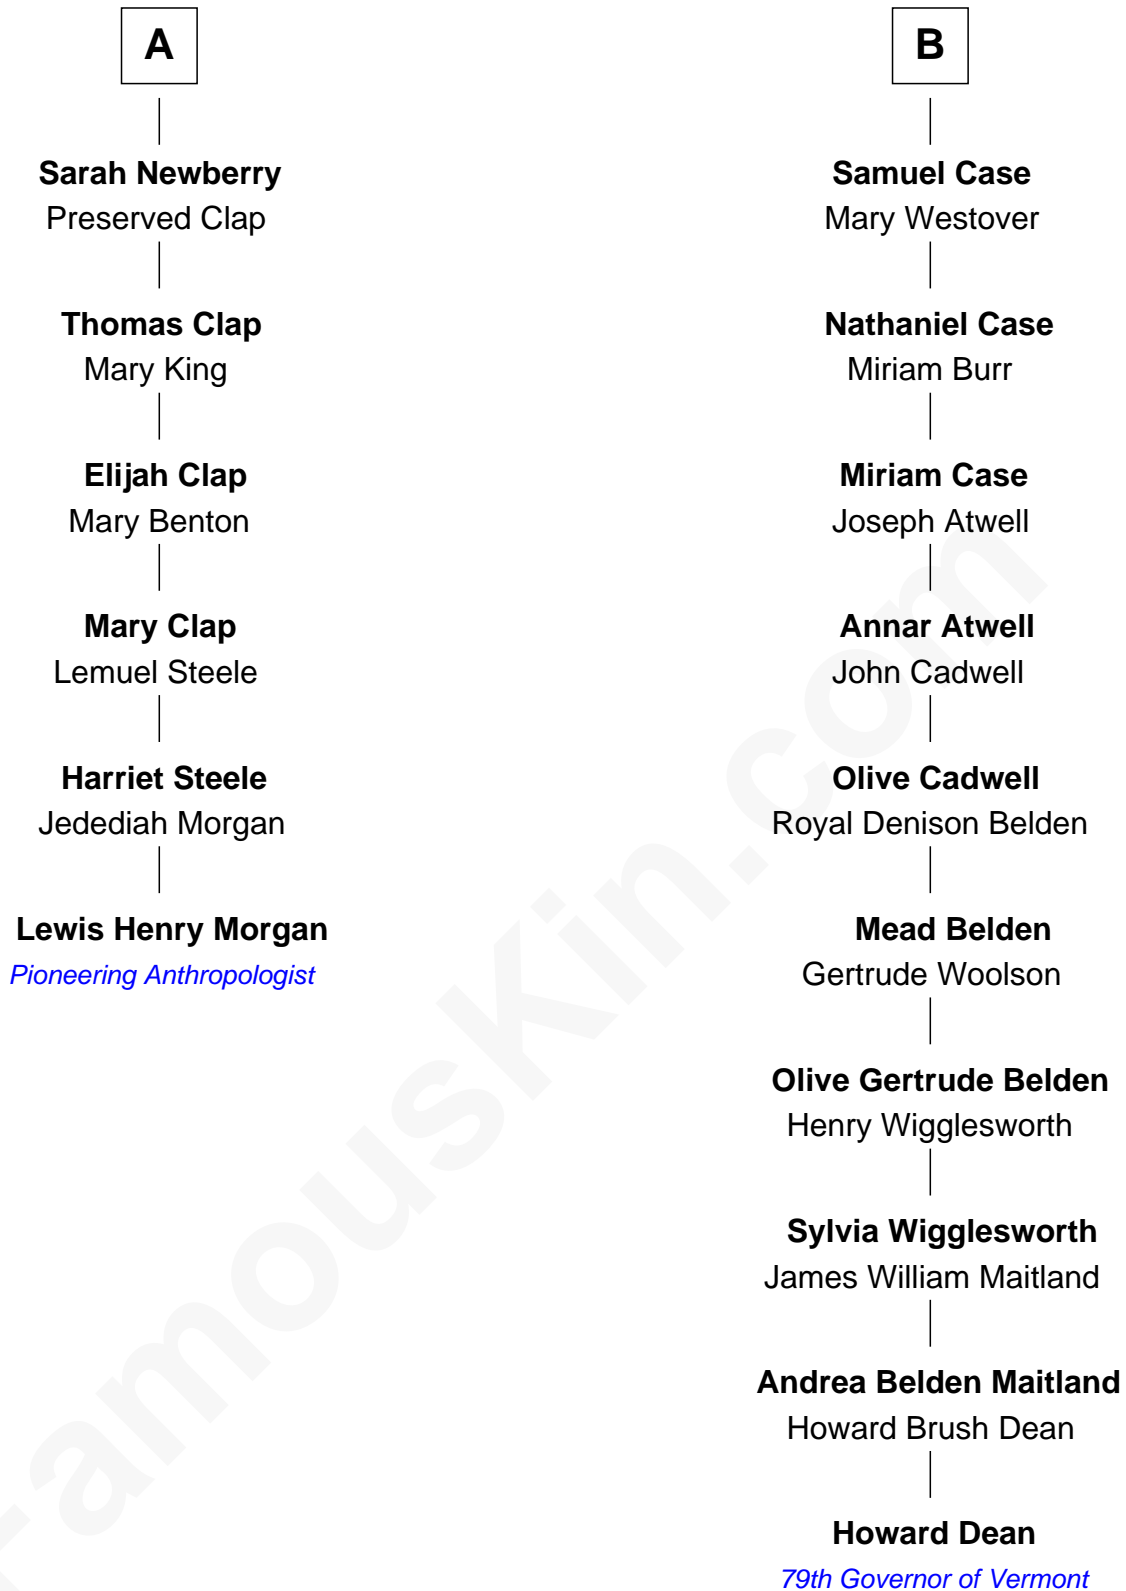 A
Sarah Newberry
Preserved Clap
Thomas Clap
Mary King
Elijah Clap
Mary Benton
Mary Clap
Lemuel Steele
Harriet Steele
Jedediah Morgan
Lewis Henry Morgan
Pioneering Anthropologist
B
Samuel Case
Mary Westover
Nathaniel Case
Miriam Burr
Miriam Case
Joseph Atwell
Annar Atwell
John Cadwell
Olive Cadwell
Royal Denison Belden
Mead Belden
Gertrude Woolson
Olive Gertrude Belden
Henry Wigglesworth
Sylvia Wigglesworth
James William Maitland
Andrea Belden Maitland
Howard Brush Dean
Howard Dean
79th Governor of Vermont
FamousKin.com